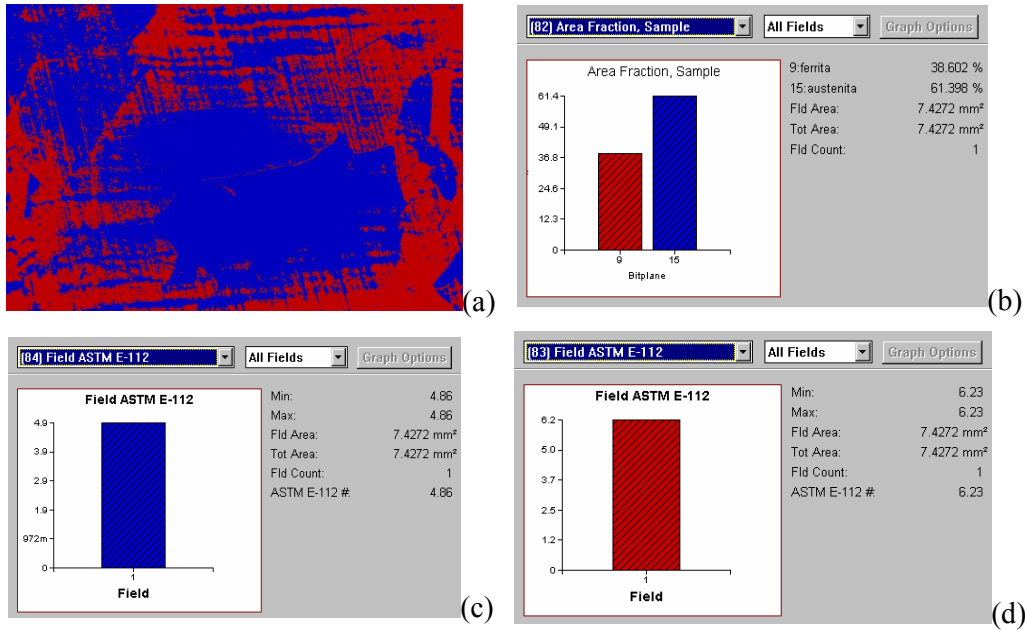 (a)
(82) Area Fraction, Sample All Fields Graph Options
Area Fraction, Sample
61.4
49.1
36.8
24.6
12.3
0
9 15
Bitplane
9:ferrita 38.602 %
15:austenita 61.398 %
Fld Area: 7.4272 mm²
Tot Area: 7.4272 mm²
Fld Count: 1
(b)
(84) Field ASTM E-112 All Fields Graph Options
Field ASTM E-112
4.9
3.9
2.9
1.9
972m
0
1
Field
Min: 4.86
Max: 4.86
Fld Area: 7.4272 mm²
Tot Area: 7.4272 mm²
Fld Count: 1
ASTM E-112 #: 4.86
(c)
(83) Field ASTM E-112 All Fields Graph Options
Field ASTM E-112
6.2
5.0
3.7
2.5
1.2
0
1
Field
Min: 6.23
Max: 6.23
Fld Area: 7.4272 mm²
Tot Area: 7.4272 mm²
Fld Count: 1
ASTM E-112 #: 6.23
(d)